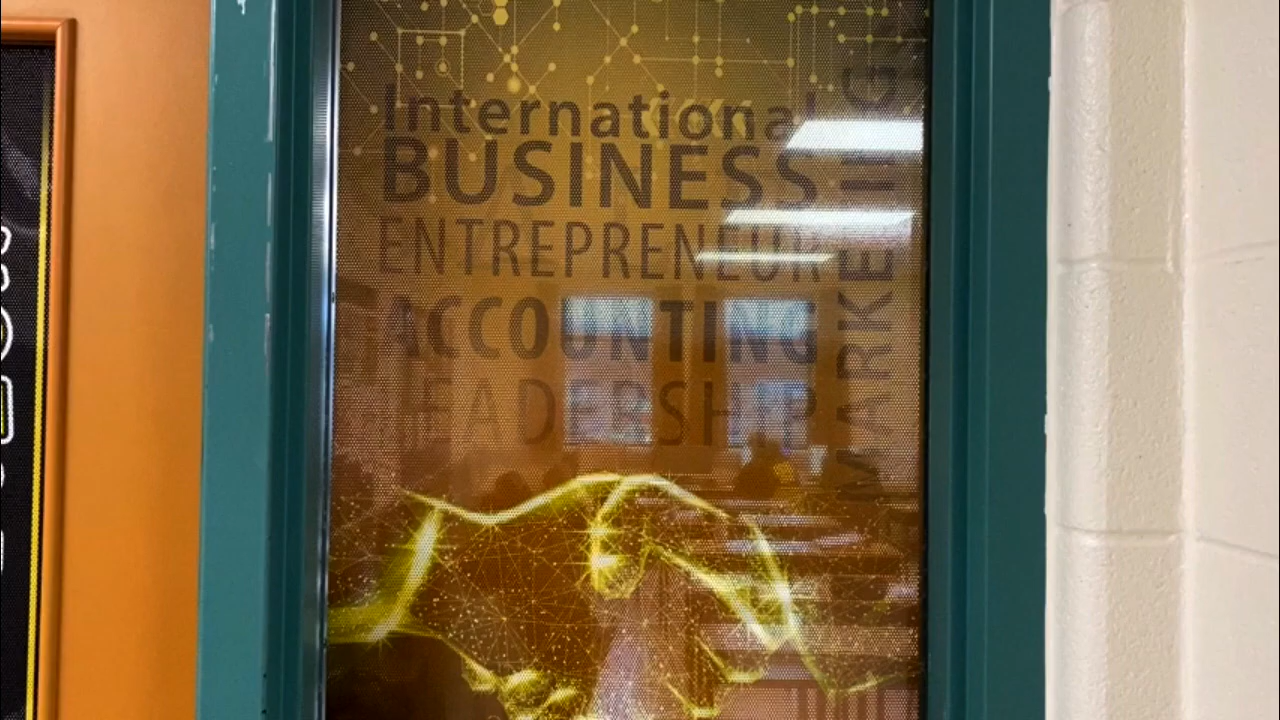 International
BUSINESS
ENTREPRENEUR
ACCOUNTING
LEADERSHIP
MARKETING